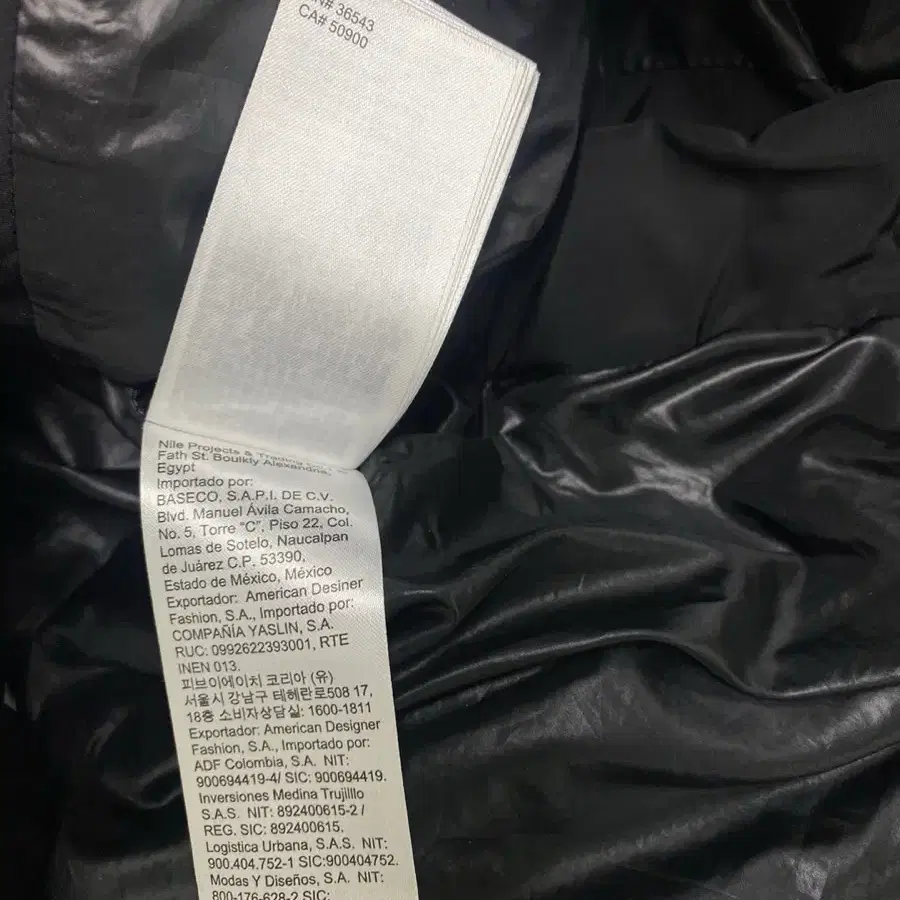 N# 36543
CA# 50900
Nile Projects & Trading
Fath St. Boulkly Alexandria,
Egypt
Importado por:
BASECO, S.A.P.I. DE C.V.
Blvd. Manuel Ávila Camacho,
No. 5, Torre "C", Piso 22, Col.
Lomas de Sotelo, Naucalpan
de Juárez C.P. 53390,
Estado de México, México
Exportador: American Desiner
Fashion, S.A., Importado por:
COMPAÑÍA YASLIN, S.A.
RUC: 0992622393001, RTE
INEN 013.
피브이에이치 코리아 (유)
서울시 강남구 테헤란로508 17,
18층 소비자상담실: 1600-1811
Exportador: American Designer
Fashion, S.A., Importado por:
ADF Colombia, S.A. NIT:
900694419-4/ SIC: 900694419.
Inversiones Medina Trujilllo
S.A.S. NIT: 892400615-2 /
REG. SIC: 892400615.
Logistica Urbana, S.A.S. NIT:
900.404.752-1 SIC:900404752.
Modas Y Diseños, S.A. NIT:
800-176-628-2 SIC: